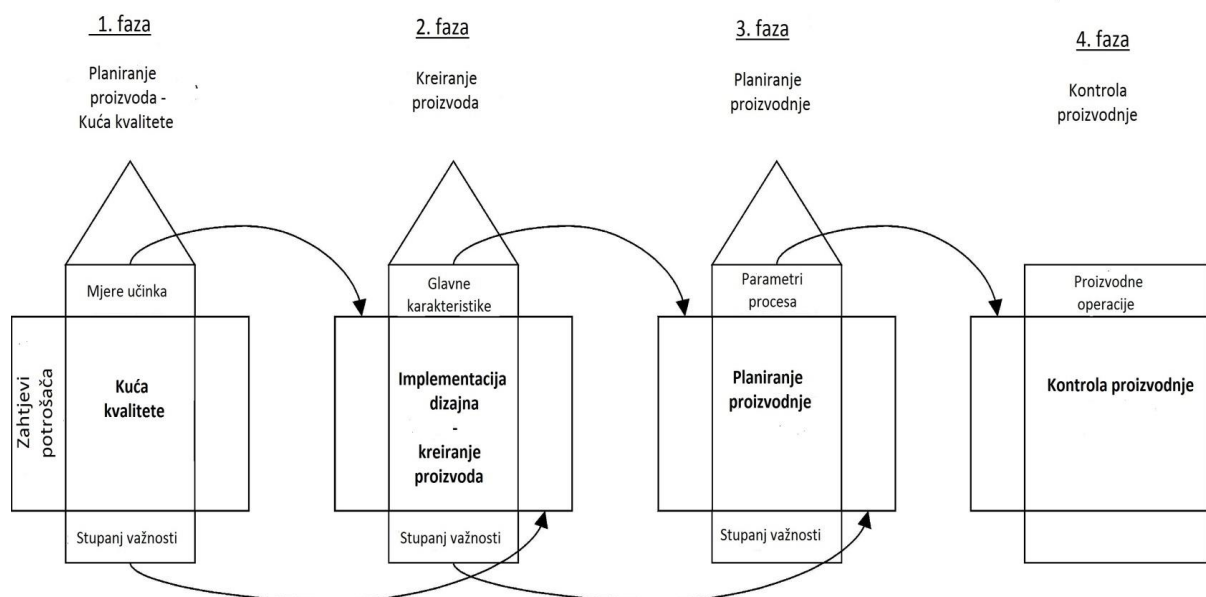 1. faza
Planiranje
proizvoda -
Kuća kvalitete
2. faza
Kreiranje
proizvoda
3. faza
Planiranje
proizvodnje
4. faza
Kontrola
proizvodnje
Mjere učinka
Zahtjevi
potrošača
Kuća
kvalitete
Stupanj važnosti
Glavne
karakteristike
Implementacija
dizajna
-
kreiranje
proizvoda
Stupanj važnosti
Parametri
procesa
Planiranje
proizvodnje
Stupanj važnosti
Proizvodne
operacije
Kontrola proizvodnje